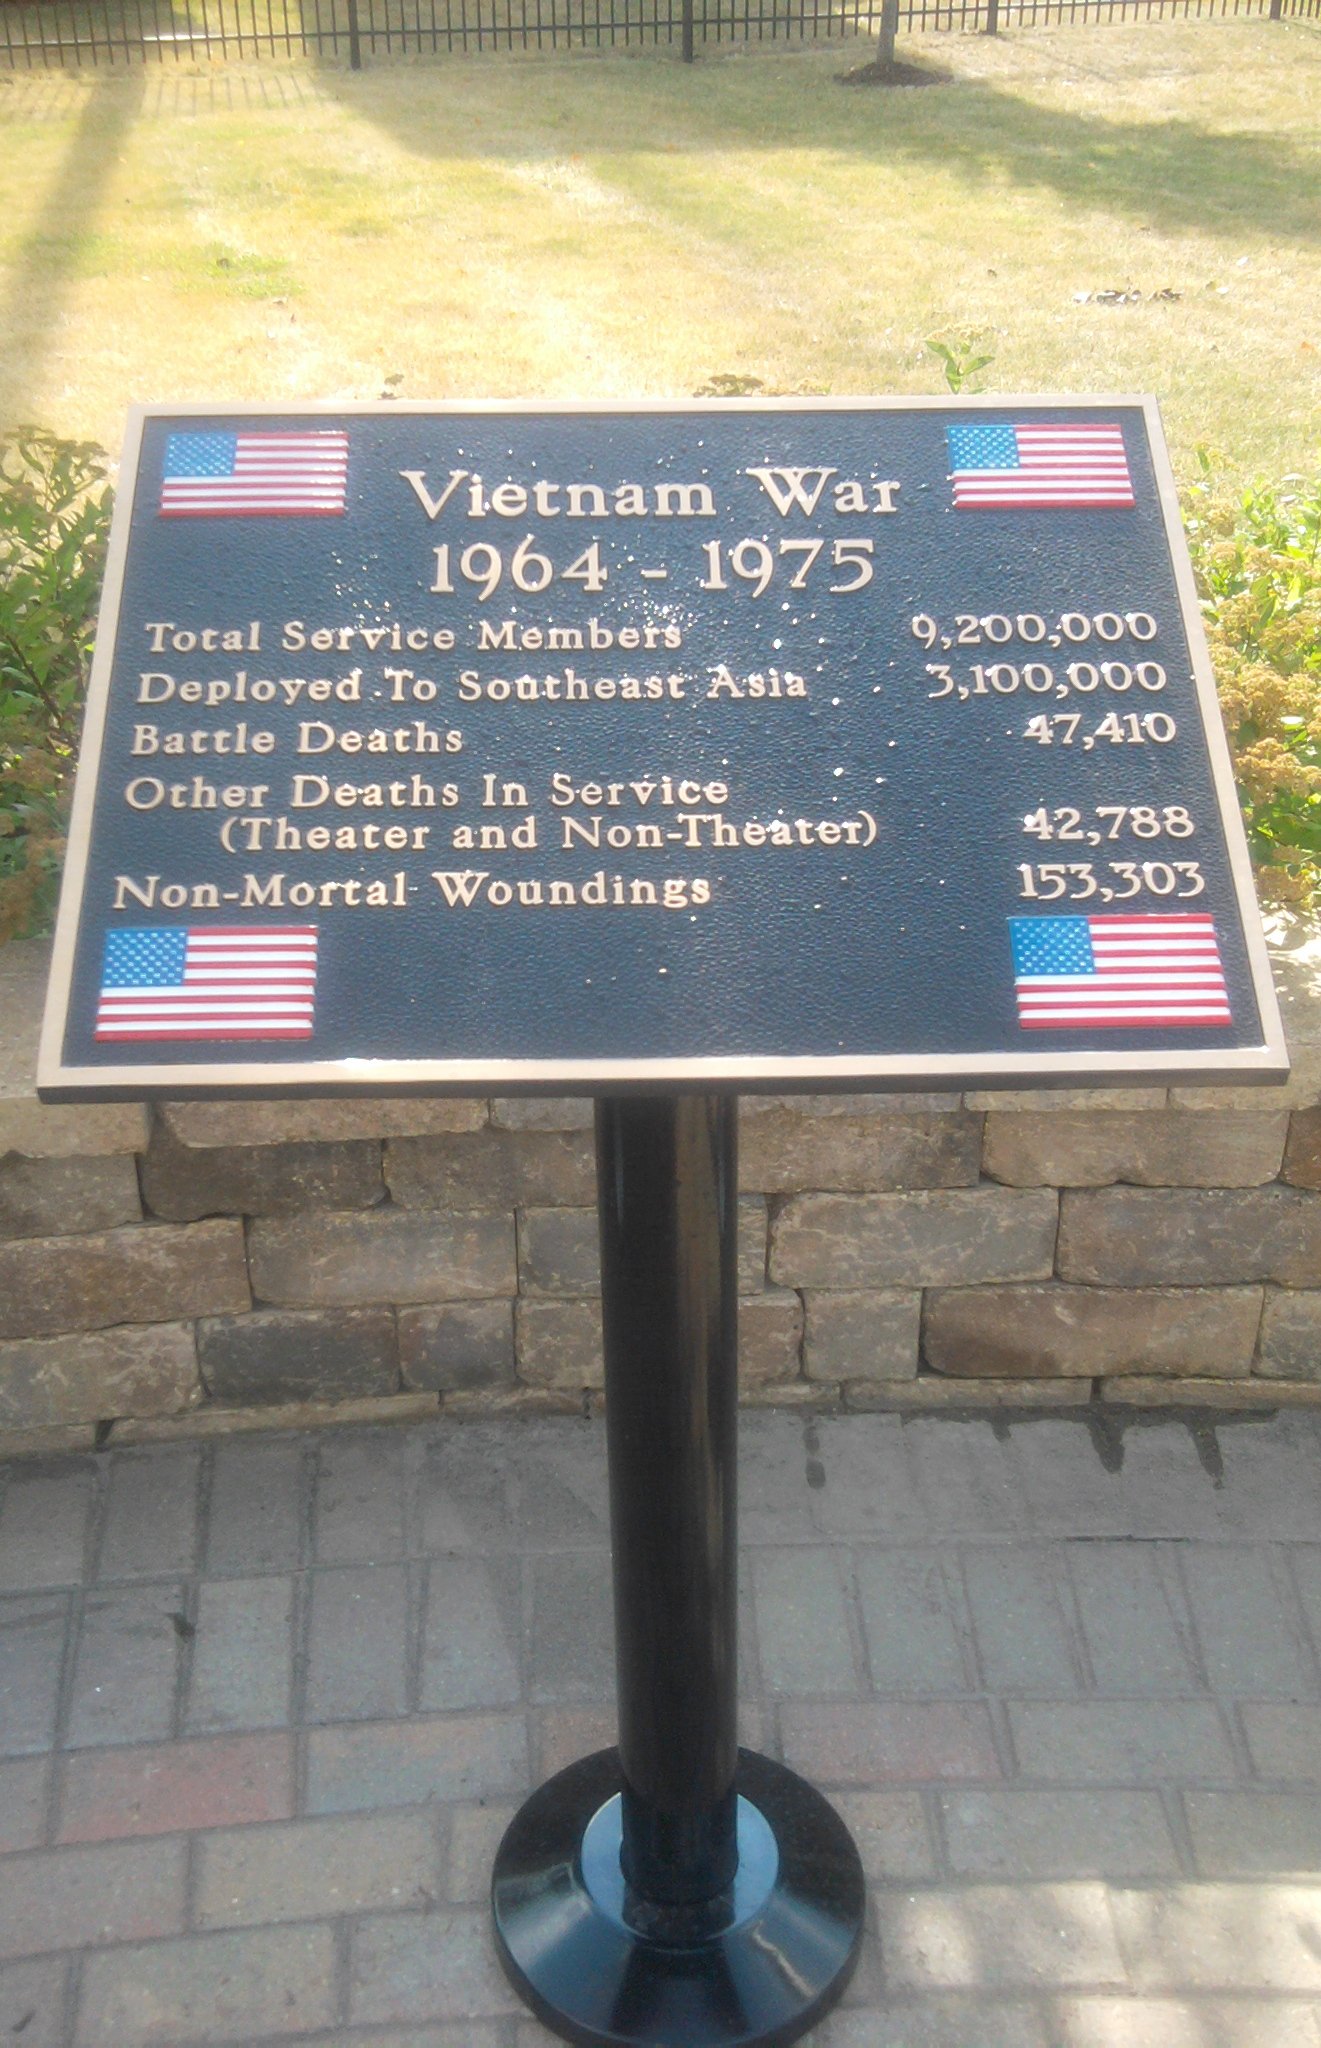 Vietnam War
1964 - 1975
Total Service Members 9,200,000
Deployed To Southeast Asia 3,100,000
Battle Deaths 47,410
Other Deaths In Service
(Theater and Non-Theater) 42,788
Non-Mortal Woundings 153,303